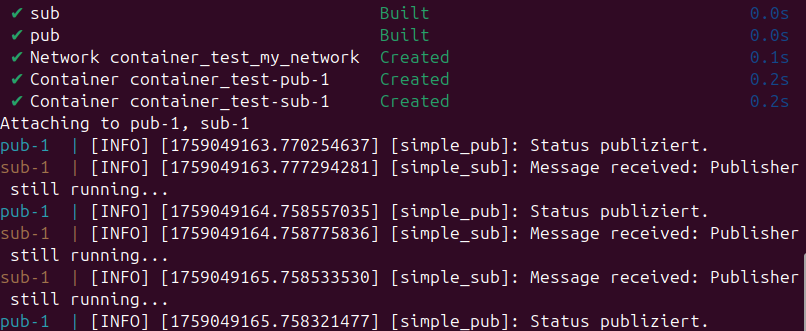 ✔ sub Built 0.0s
✔ pub Built 0.0s
✔ Network container_test_my_network Created 0.1s
✔ Container container_test-pub-1 Created 0.2s
✔ Container container_test-sub-1 Created 0.2s
Attaching to pub-1, sub-1
pub-1 | [INFO] [1759049163.770254637] [simple_pub]: Status publiziert.
sub-1 | [INFO] [1759049163.777294281] [simple_sub]: Message received: Publisher
still running...
pub-1 | [INFO] [1759049164.758557035] [simple_pub]: Status publiziert.
sub-1 | [INFO] [1759049164.758775836] [simple_sub]: Message received: Publisher
still running...
sub-1 | [INFO] [1759049165.758533530] [simple_sub]: Message received: Publisher
still running...
pub-1 | [INFO] [1759049165.758321477] [simple_pub]: Status publiziert.